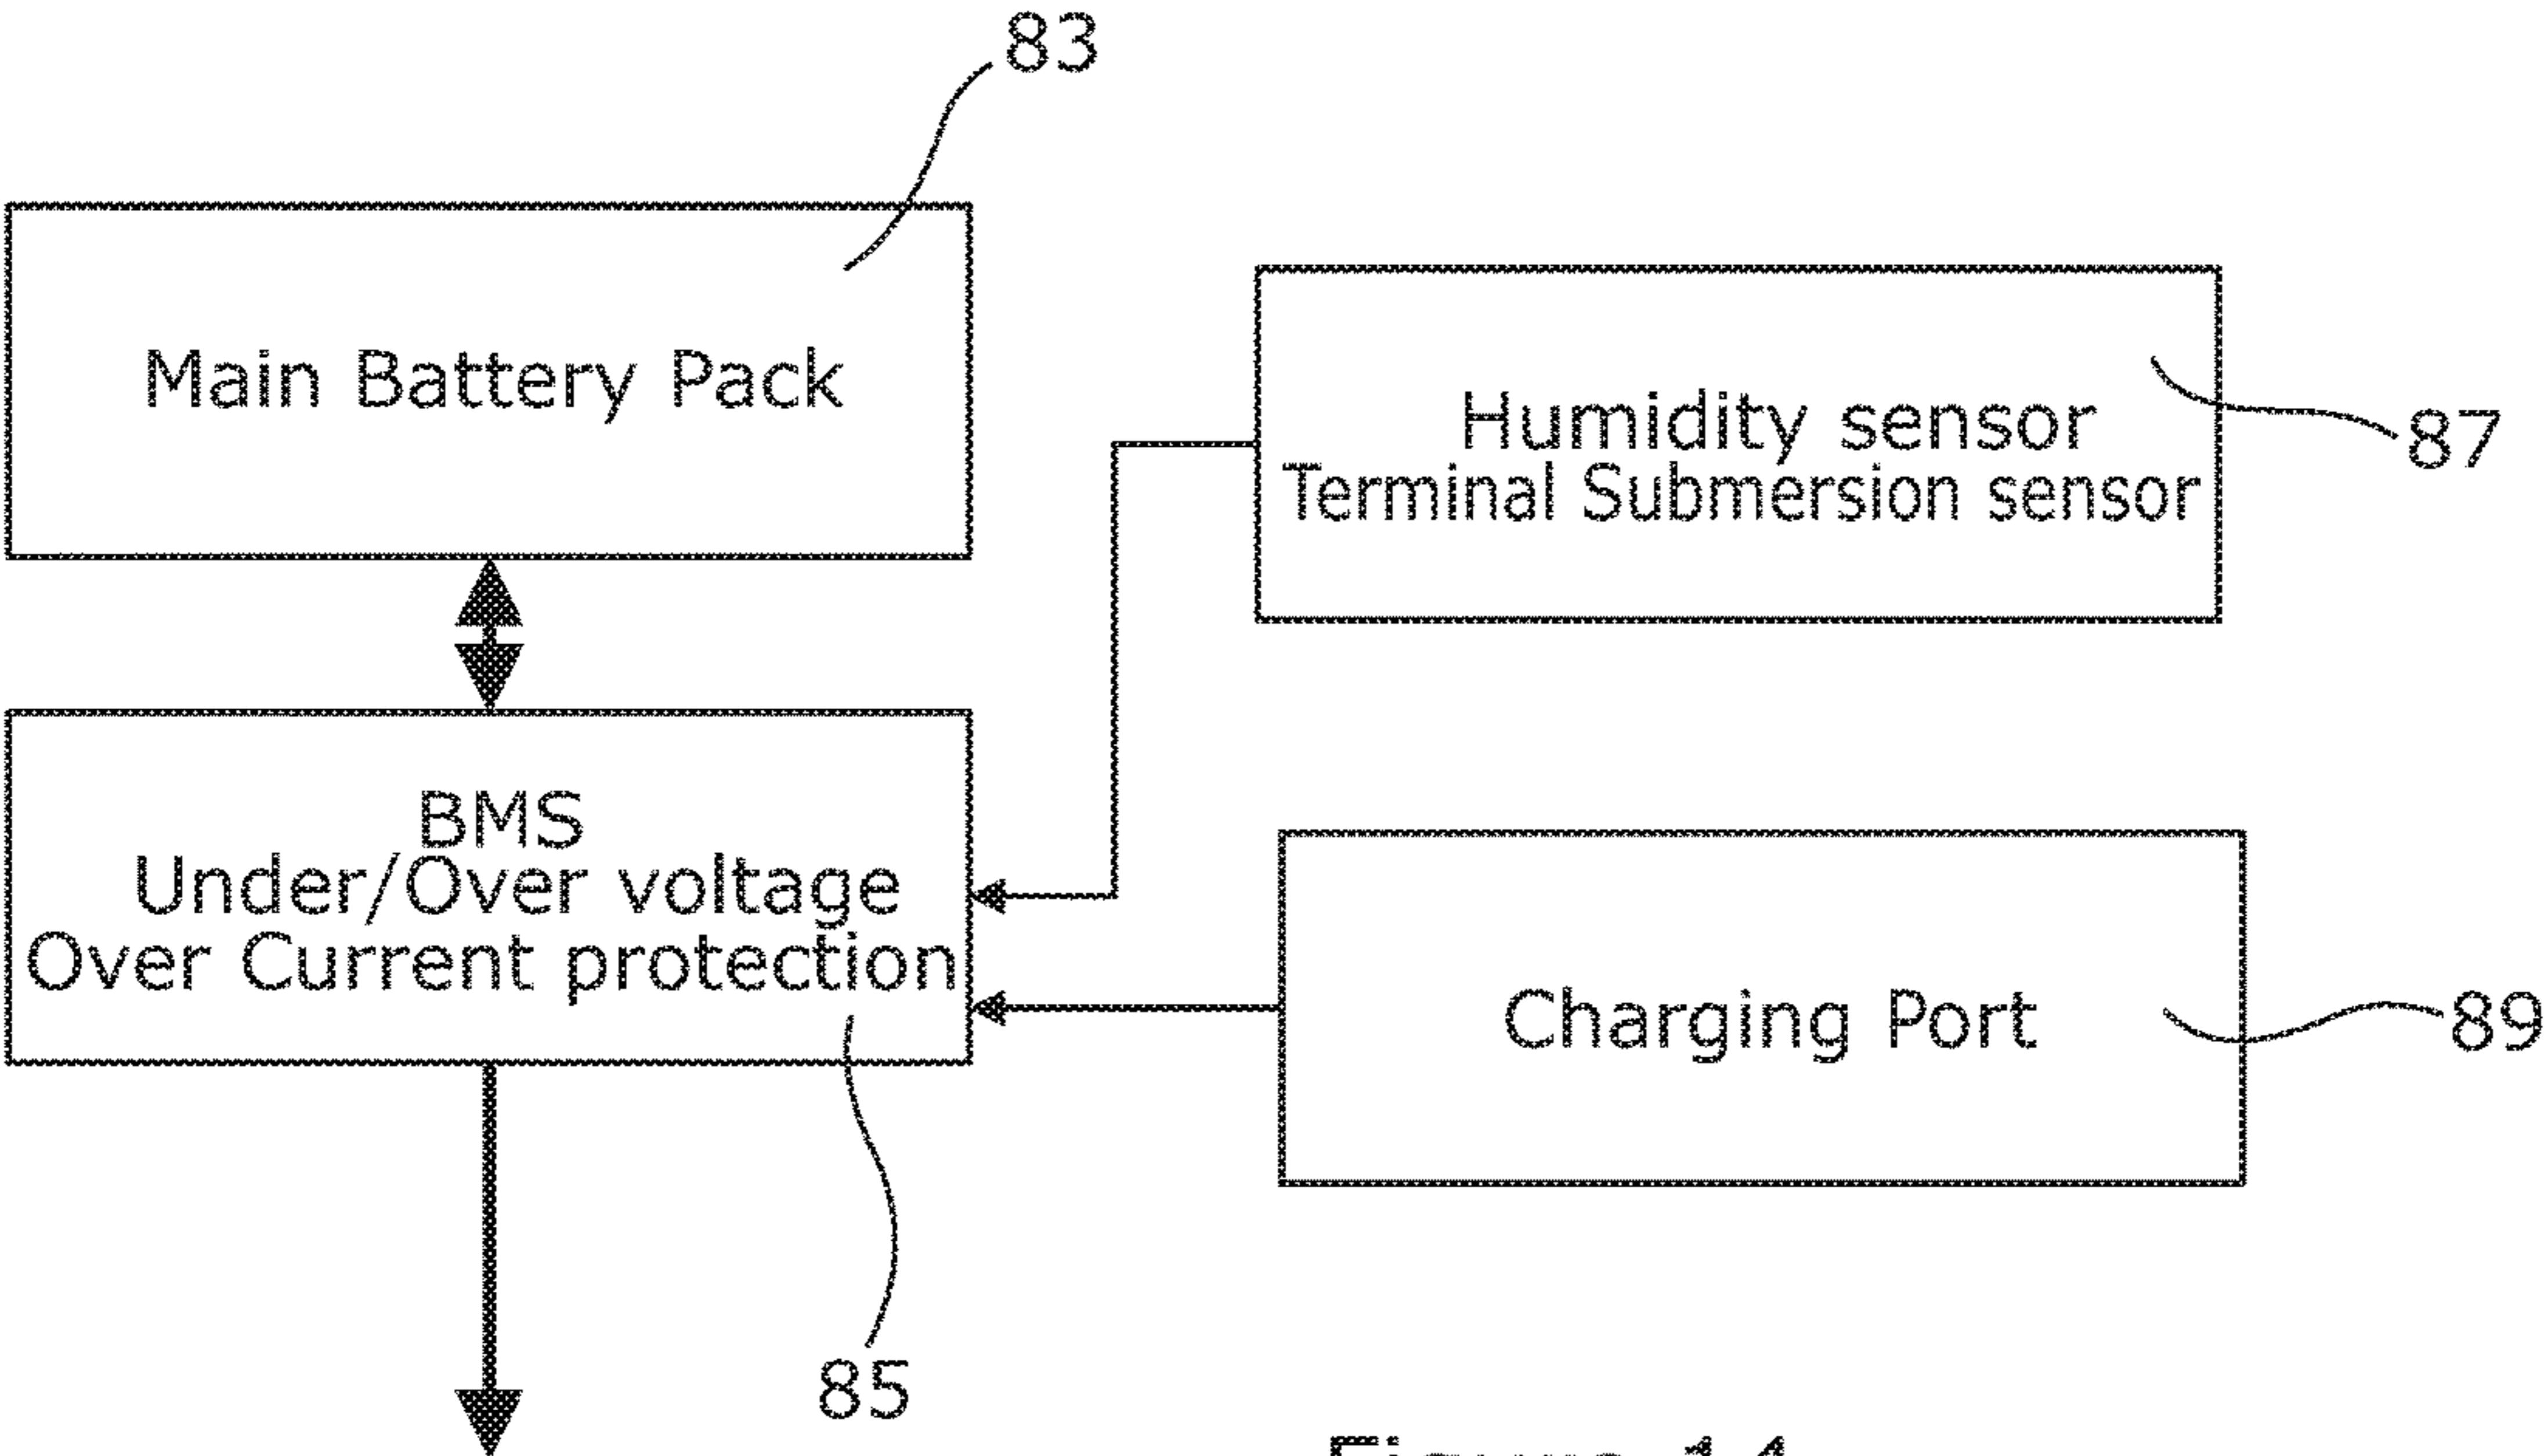 83
Main Battery Pack
Humidity sensor
Terminal Submersion sensor
87
BMS
Under/Over voltage
Over Current protection
Charging Port
89
85